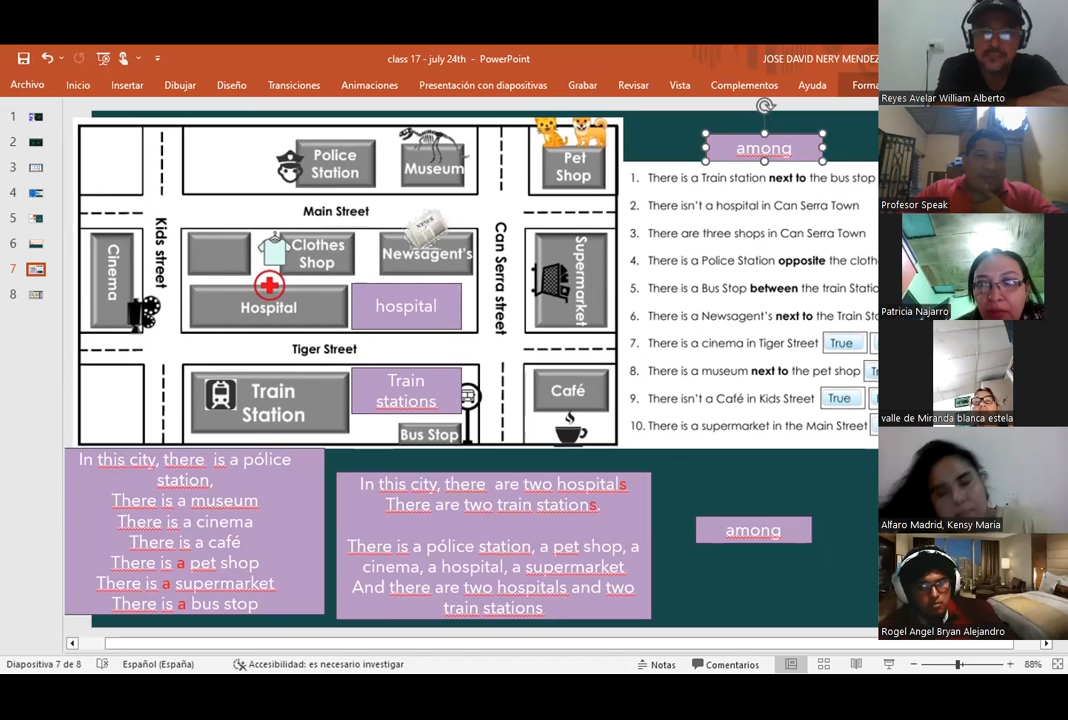 class 17 - july 24th - PowerPoint
JOSE DAVID NERY MENDEZ
Archivo Inicio Insertar Dibujar Diseño Transiciones Animaciones Presentación con diapositivas Grabar Revisar Vista Complementos Ayuda Forma
1
2
3
4
5
6
7
8
Police
Station
Museum
Pet
Shop
Main Street
Kids street
Cinema
Clothes
Shop
NEWS
Newsagent's
Can Serra street
Supermarket
Hospital
hospital
Tiger Street
Train
Station
Train
stations
Bus Stop
Café
among
1. There is a Train station next to the bus stop
2. There isn't a hospital in Can Serra Town
3. There are three shops in Can Serra Town
4. There is a Police Station opposite the cloth
5. There is a Bus Stop between the train Statio
6. There is a Newsagent's next to the Train St
7. There is a cinema in Tiger Street True
8. There is a museum next to the pet shop
9. There isn't a Café in Kids Street True
10. There is a supermarket in the Main Street
In this city, there is a pólice
station,
There is a museum
There is a cinema
There is a café
There is a pet shop
There is a supermarket
There is a bus stop
In this city, there are two hospitals
There are two train stations.
There is a pólice station, a pet shop, a
cinema, a hospital, a supermarket
And there are two hospitals and two
train stations
among
Reyes Avelar William Alberto
Profesor Speak
Patricia Najarro
valle de Miranda blanca estela
Alfaro Madrid, Kensy Maria
Rogel Angel Bryan Alejandro
Diapositiva 7 de 8 Español (España) Accesibilidad: es necesario investigar Notas Comentarios 88%